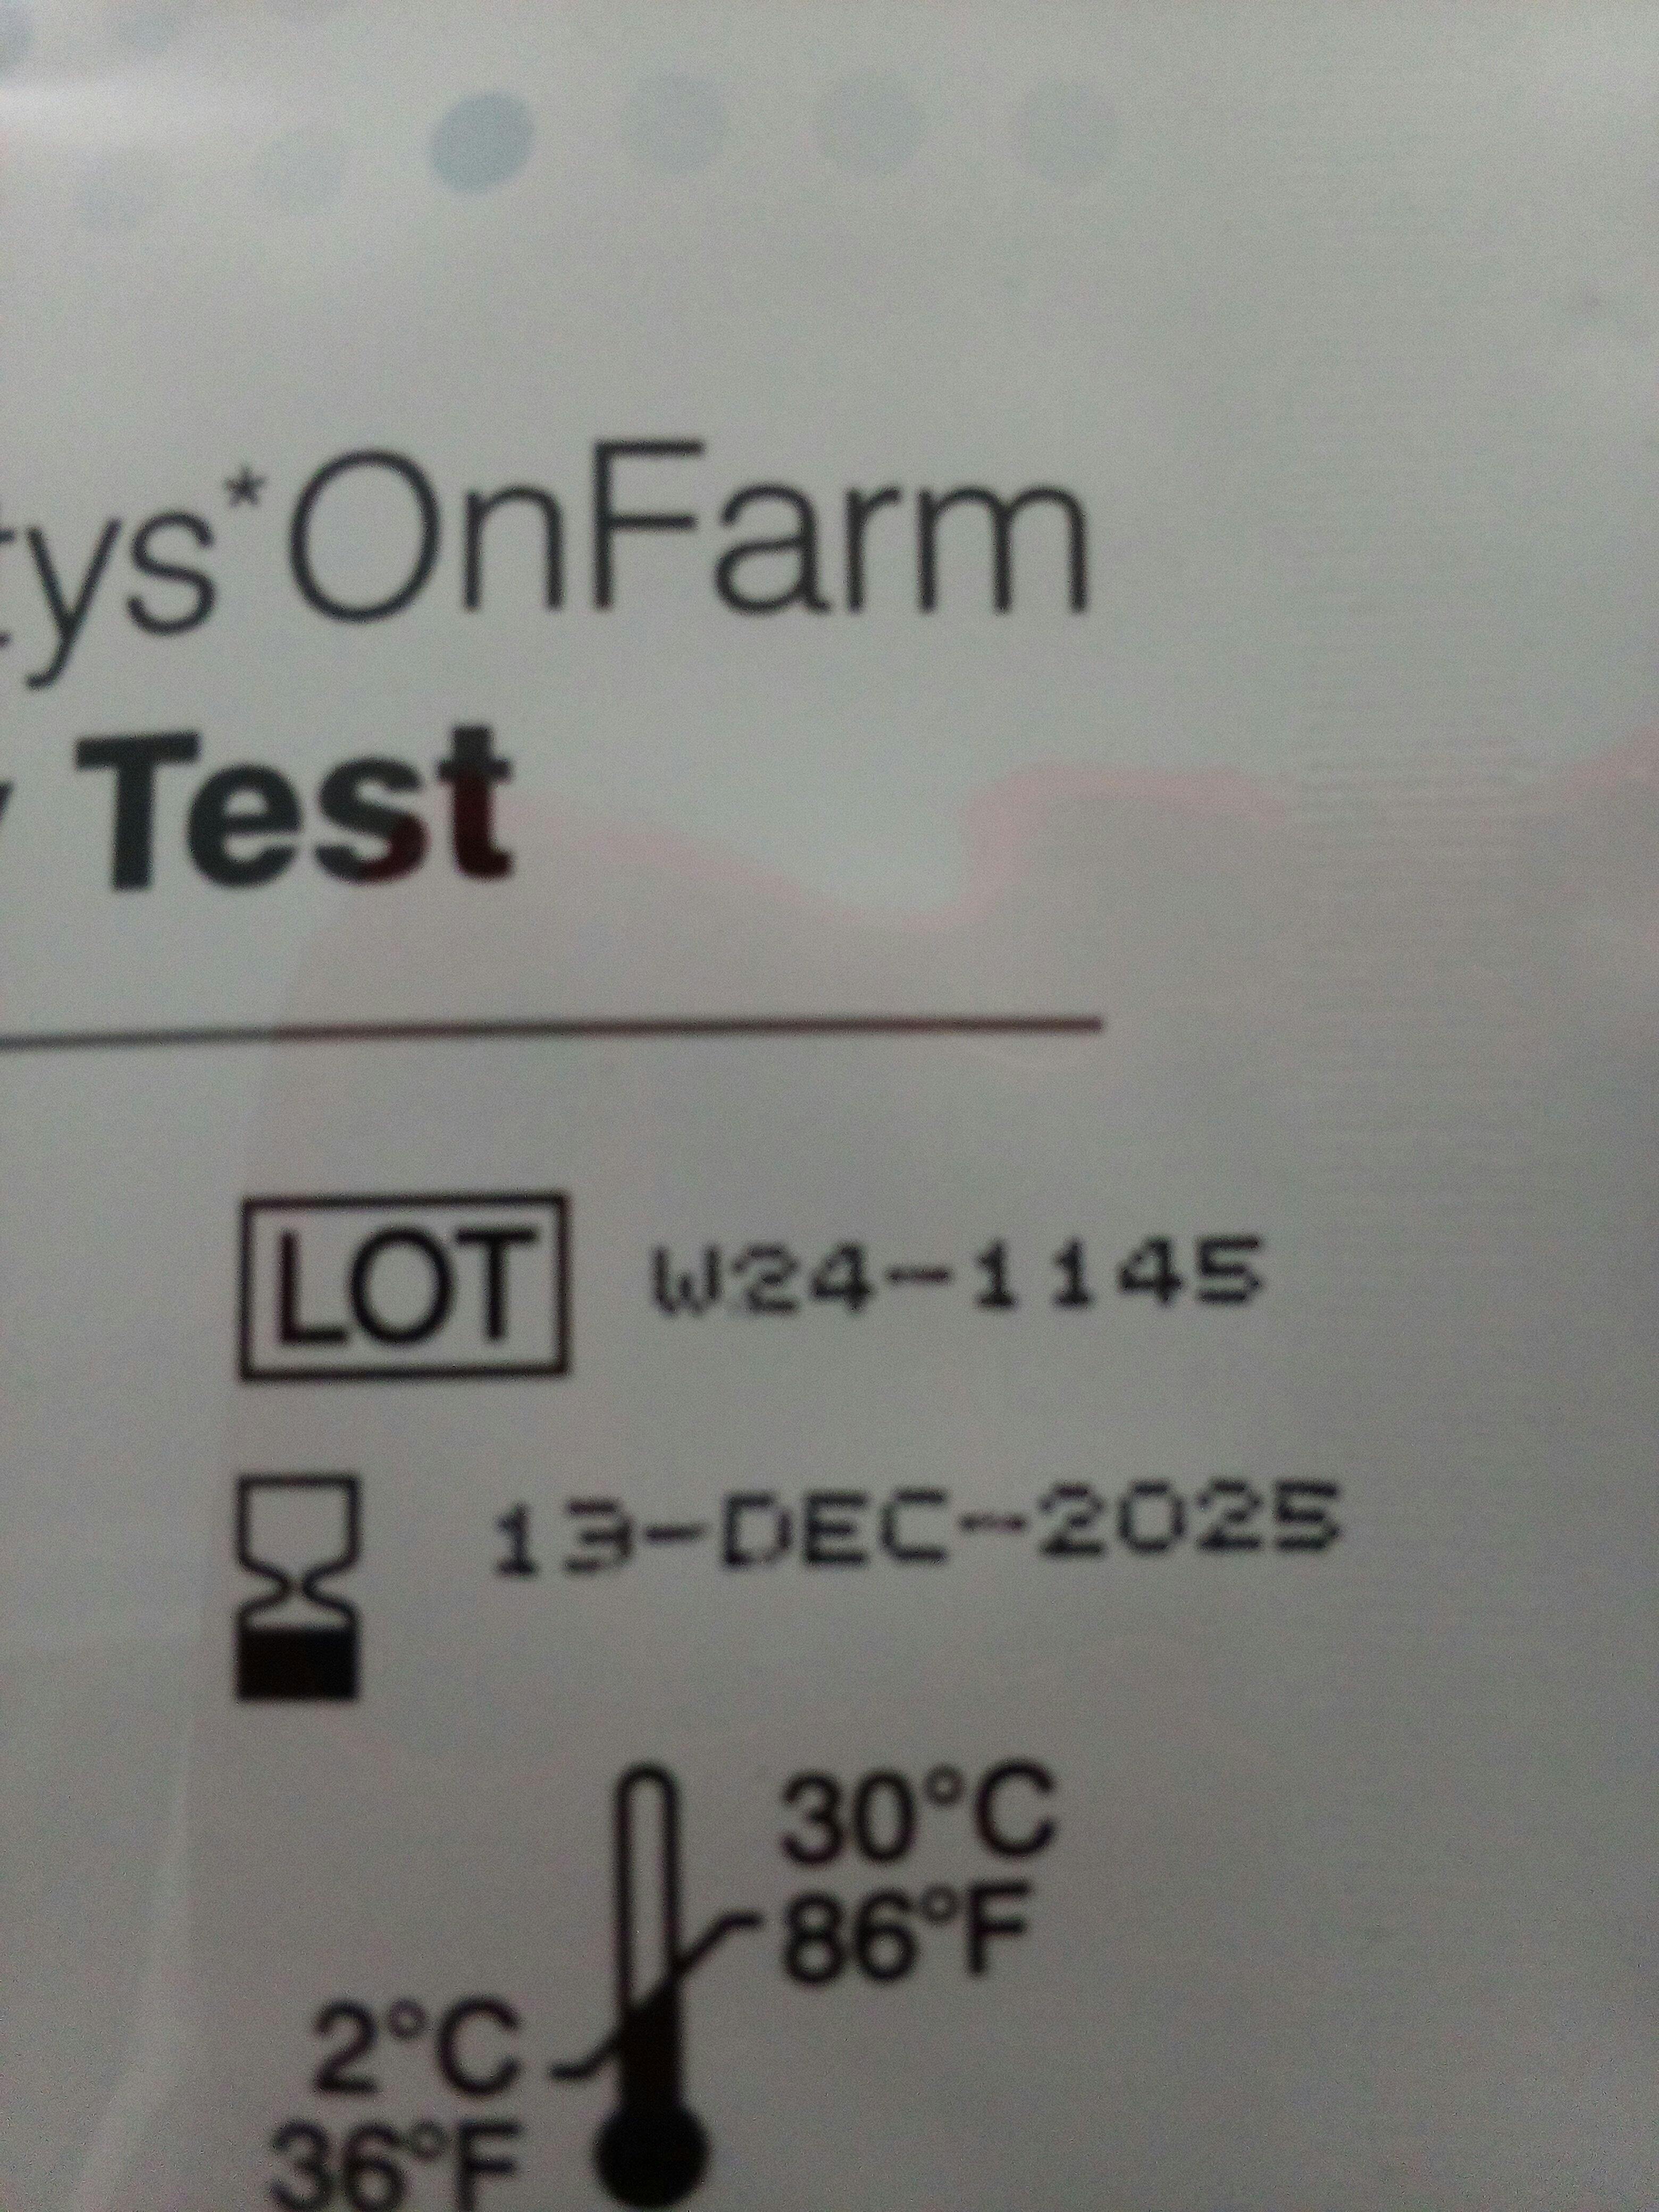 tys*OnFarm
Test
LOT W24-1145
13-DEC-2025
30°C
86°F
2°C
36°F